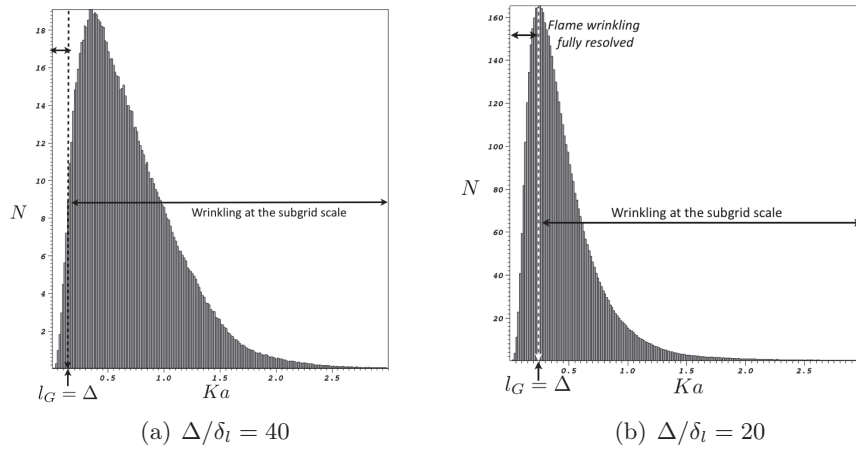 18
16
14
12
10
8
6
4
2
N
Wrinkling at the subgrid scale
0.5 1.0 1.5 2.0 2.5
l_G = Δ
Ka
(a) Δ/δ_l = 40
160
140
120
100
80
60
40
20
N
Flame wrinkling
fully resolved
Wrinkling at the subgrid scale
0.5 1.0 1.5 2.0 2.5
l_G = Δ
Ka
(b) Δ/δ_l = 20